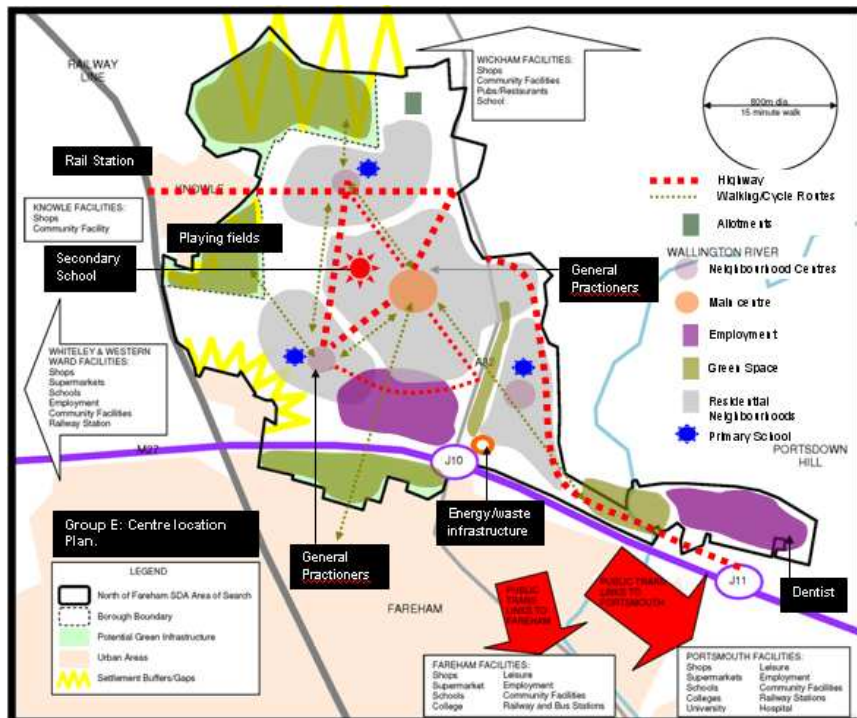 RAILWAY
LINE
WICKHAM FACILITIES:
Shops
Community Facilities
Pubs/Restaurants
School
800m dia.
15 minute walk
Rail Station
KNOWLE
KNOWLE FACILITIES:
Shops
Community Facility
Playing fields
Secondary
School
General
Practioners
Highway
Walking/Cycle Routes
Allotments
WALLINGTON RIVER
Neighbourhood Centres
Main centre
Employment
Green Space
Residential
Neighbourhoods
Primary School
WHITELEY & WESTERN
WARD FACILITIES:
Shops
Supermarkets
Schools
Employment
Community Facilities
Railway Station
A32
M27
J10
PORTSDOWN
HILL
Group E: Centre location
Plan.
General
Practioners
Energy/waste
infrastructure
J11
Dentist
LEGEND
North of Fareham SDA Area of Search
Borough Boundary
Potential Green Infrastructure
Urban Areas
Settlement Buffers/Gaps
FAREHAM
PUBLIC
TRANS
LINKS TO
FAREHAM
PUBLIC TRANS
LINKS TO
PORTSMOUTH
FAREHAM FACILITIES:
Shops Leisure
Supermarket Employment
Schools Community Facilities
College Railway and Bus Stations
PORTSMOUTH FACILITIES:
Shops Leisure
Supermarkets Employment
Schools Community Facilities
Colleges Railway Stations
University Hospital